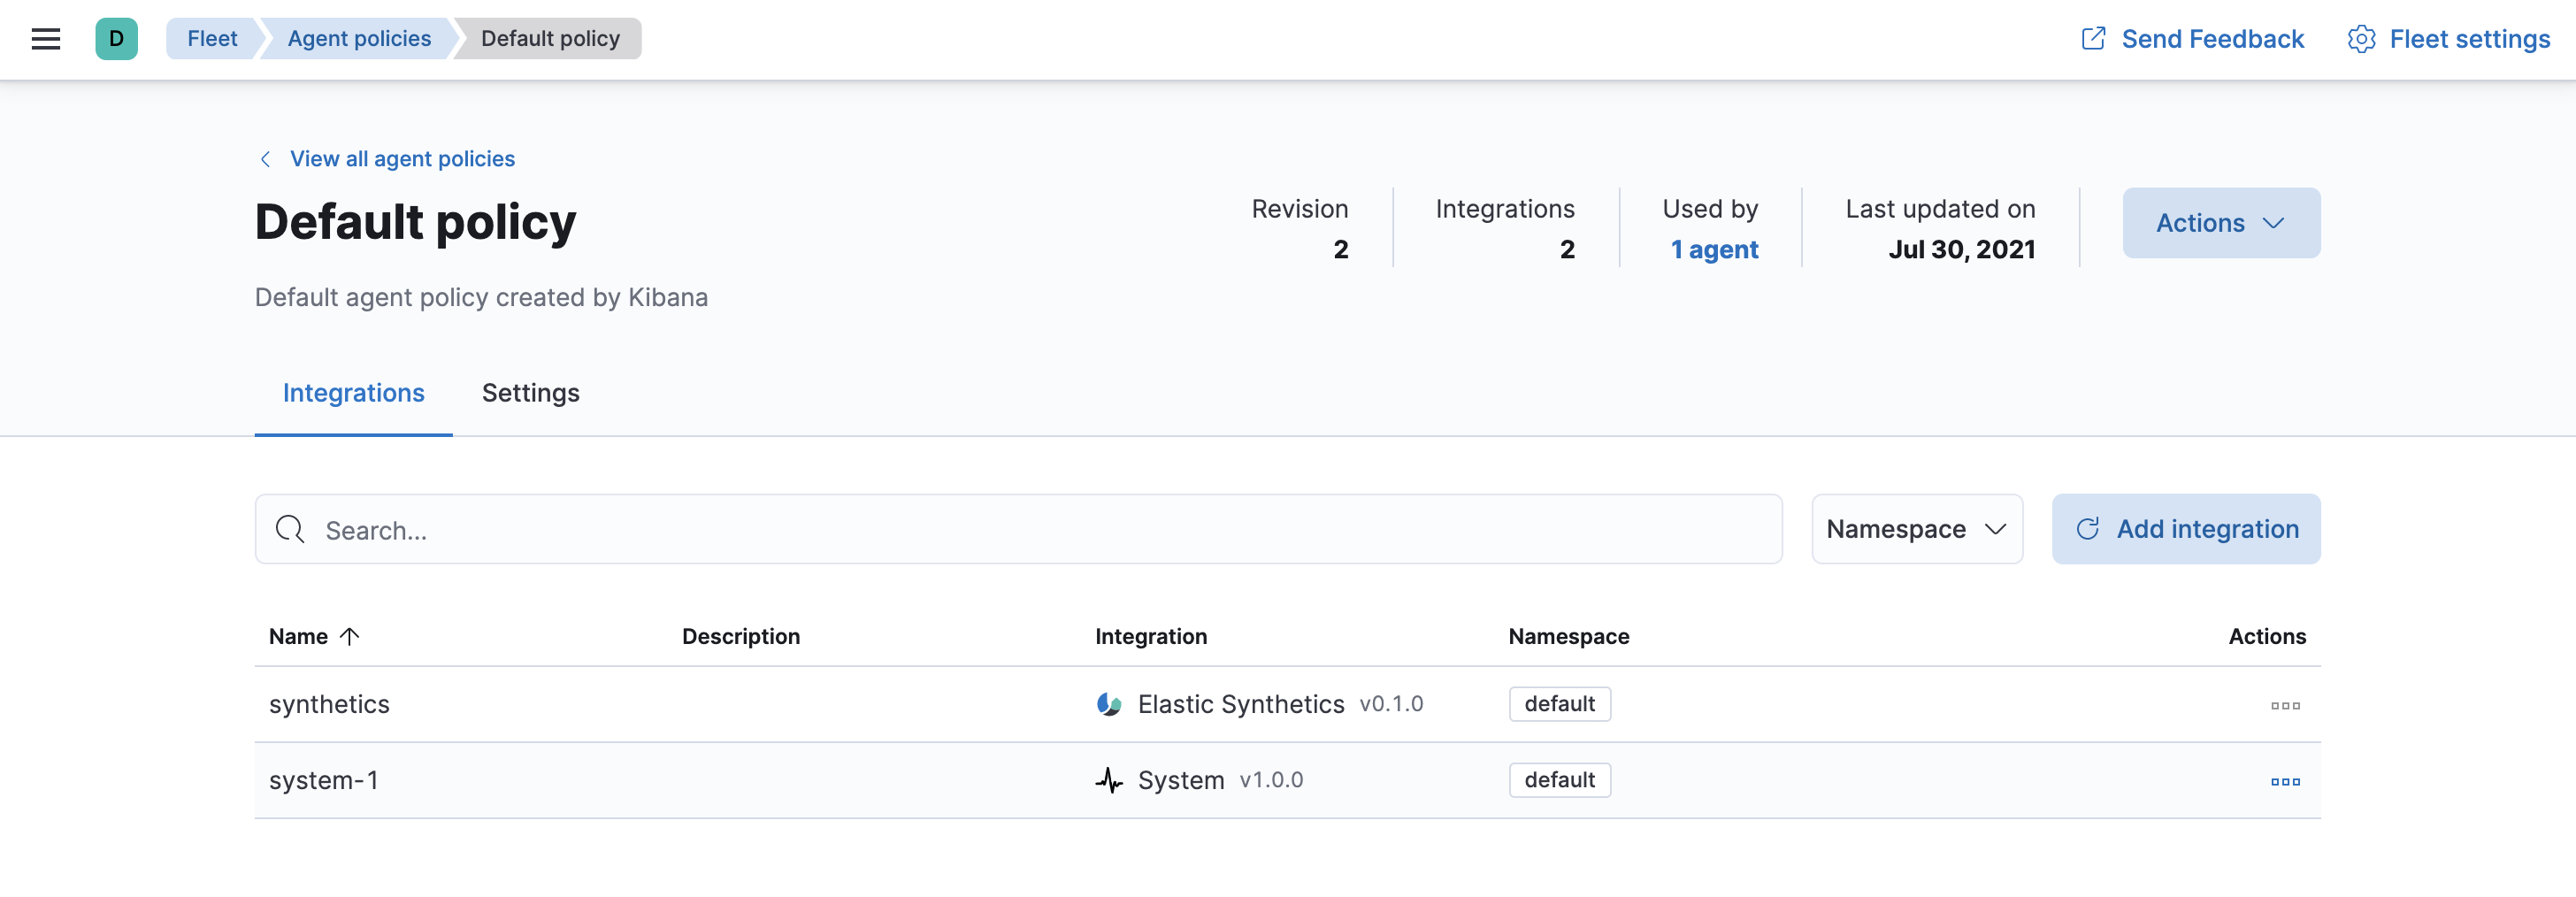 D Fleet Agent policies Default policy Send Feedback Fleet settings
View all agent policies
Default policy
Default agent policy created by Kibana
Revision
2
Integrations
2
Used by
1 agent
Last updated on
Jul 30, 2021
Actions
Integrations Settings
Search... Namespace Add integration
Name Description Integration Namespace Actions
synthetics Elastic Synthetics v0.1.0 default
system-1 System v1.0.0 default